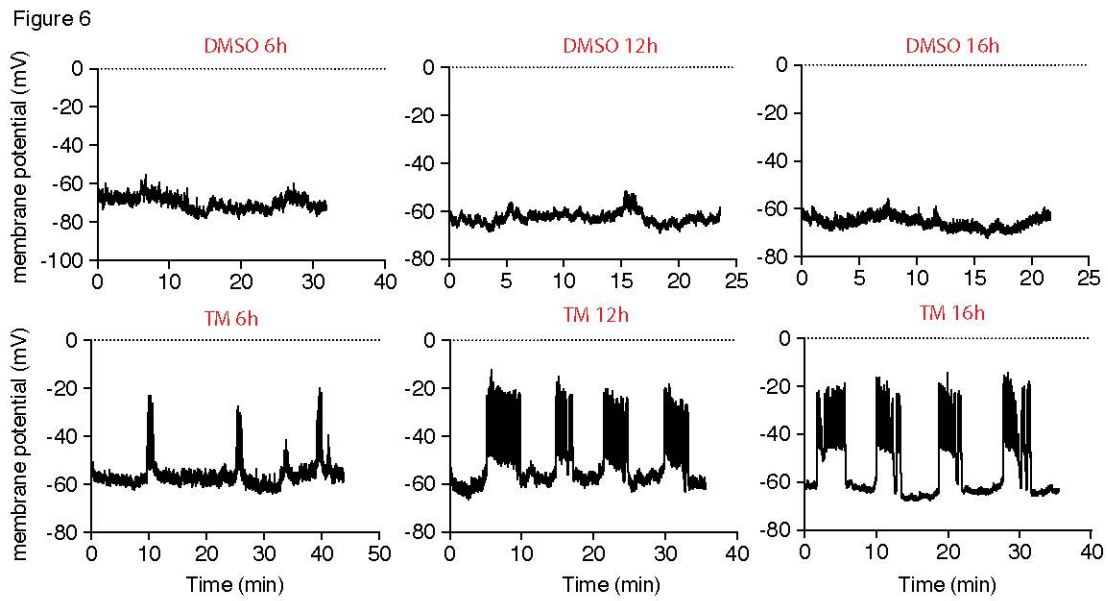 Figure 6
DMSO 6h
DMSO 12h
DMSO 16h
membrane potential (mV)
0
-20
-40
-60
-80
-100
0 10 20 30 40
0
-20
-40
-60
-80
0 5 10 15 20 25
0
-20
-40
-60
-80
0 5 10 15 20 25
TM 6h
TM 12h
TM 16h
membrane potential (mV)
0
-20
-40
-60
-80
0 10 20 30 40 50
Time (min)
0
-20
-40
-60
-80
0 10 20 30 40
Time (min)
0
-20
-40
-60
-80
0 10 20 30 40
Time (min)